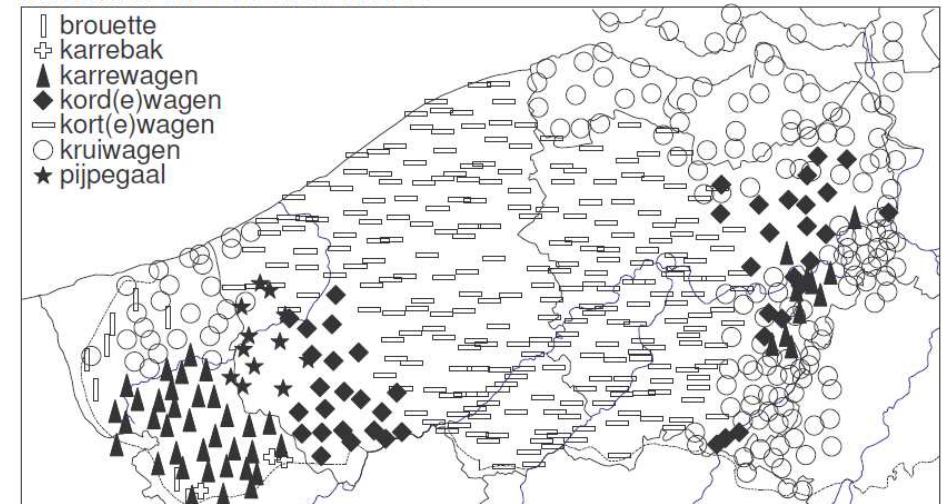 brouette
karrebak
karrewagen
kord(e)wagen
kort(e)wagen
kruiwagen
pijpegaal